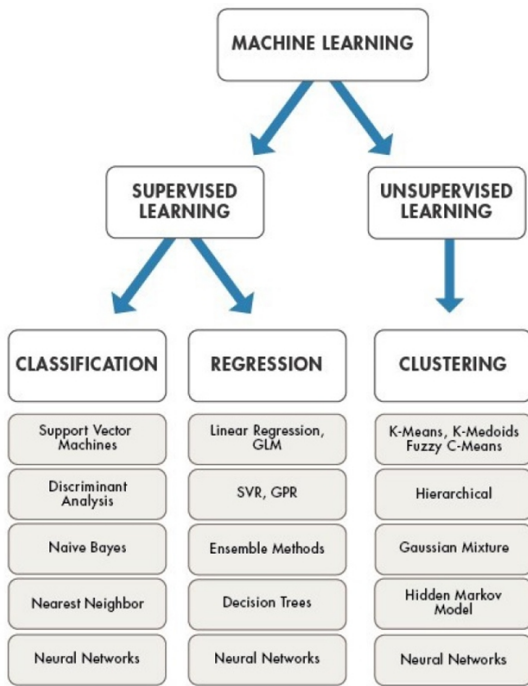 MACHINE LEARNING
SUPERVISED
LEARNING
UNSUPERVISED
LEARNING
CLASSIFICATION
Support Vector
Machines
Discriminant
Analysis
Naive Bayes
Nearest Neighbor
Neural Networks
REGRESSION
Linear Regression,
GLM
SVR, GPR
Ensemble Methods
Decision Trees
Neural Networks
CLUSTERING
K-Means, K-Medoids
Fuzzy C-Means
Hierarchical
Gaussian Mixture
Hidden Markov
Model
Neural Networks